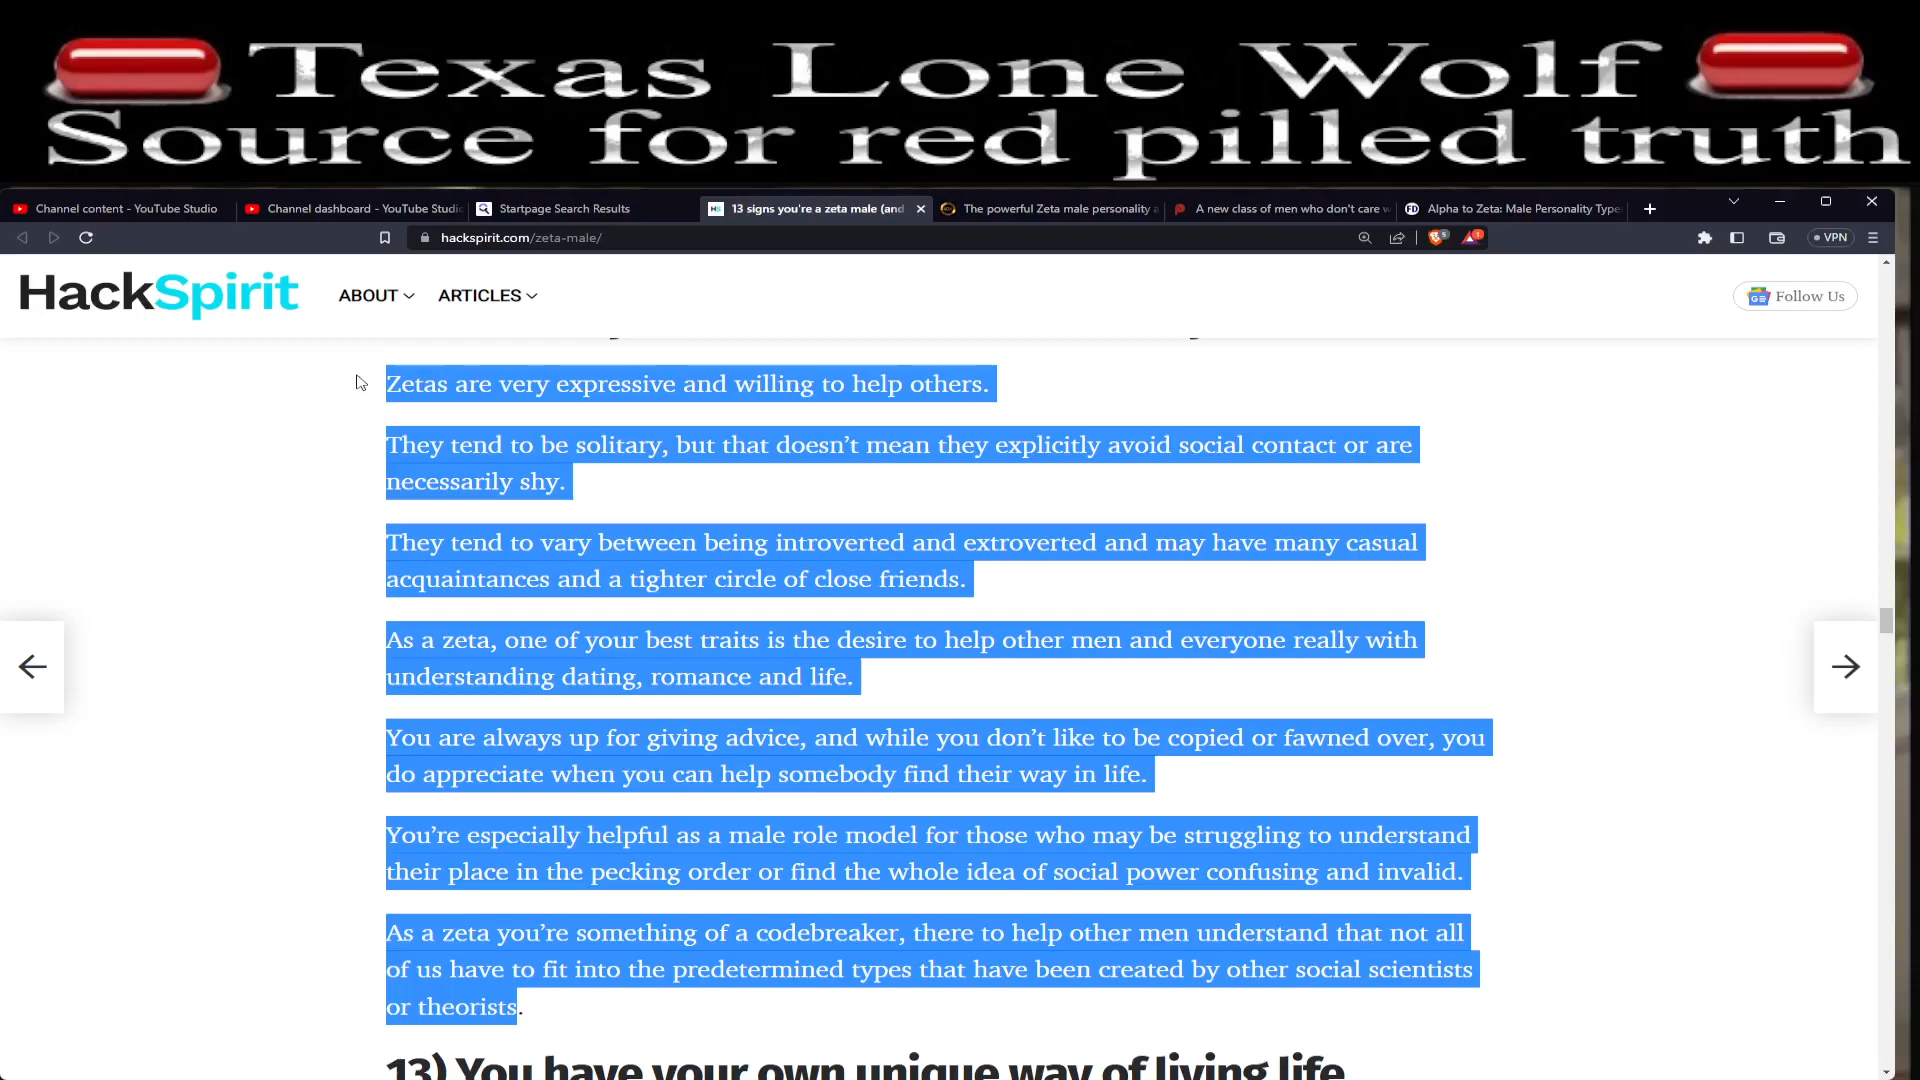 Texas Lone Wolf
Source for red pilled truth
Channel content - YouTube Studio
Channel dashboard - YouTube Studio
Startpage Search Results
13 signs you're a zeta male (and
The powerful Zeta male personality a
A new class of men who don't care w
Alpha to Zeta: Male Personality Type
hackspirit.com/zeta-male/
5
1
VPN
HackSpirit
ABOUT
ARTICLES
GE Follow Us
Zetas are very expressive and willing to help others.
They tend to be solitary, but that doesn't mean they explicitly avoid social contact or are
necessarily shy.
They tend to vary between being introverted and extroverted and may have many casual
acquaintances and a tighter circle of close friends.
As a zeta, one of your best traits is the desire to help other men and everyone really with
understanding dating, romance and life.
You are always up for giving advice, and while you don't like to be copied or fawned over, you
do appreciate when you can help somebody find their way in life.
You're especially helpful as a male role model for those who may be struggling to understand
their place in the pecking order or find the whole idea of social power confusing and invalid.
As a zeta you're something of a codebreaker, there to help other men understand that not all
of us have to fit into the predetermined types that have been created by other social scientists
or theorists.
13) You have your own unique way of living life